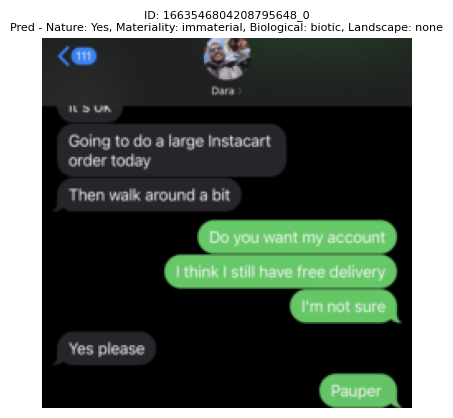 ID: 1663546804208795648_0
Pred - Nature: Yes, Materiality: immaterial, Biological: biotic, Landscape: none
111
Dara
It's ok
Going to do a large Instacart
order today
Then walk around a bit
Do you want my account
I think I still have free delivery
I'm not sure
Yes please
Pauper